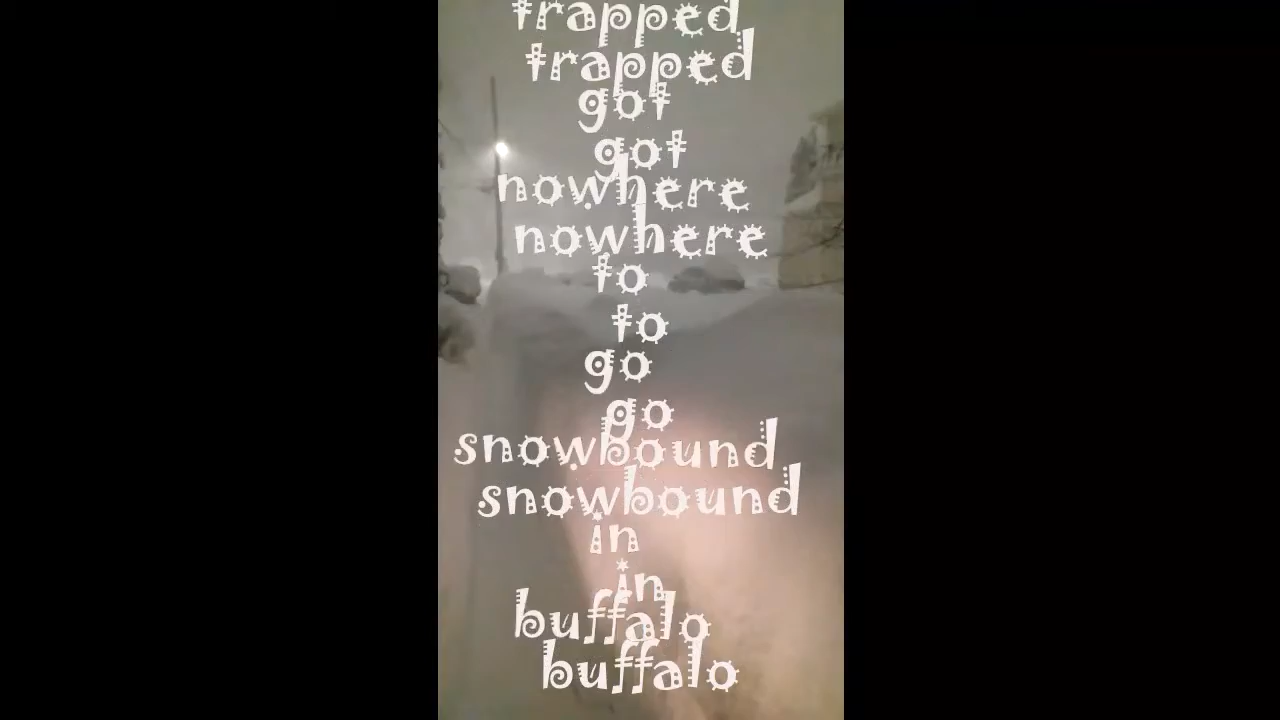 trapped
trapped
got
got
nowhere
nowhere
to
to
go
go
snowbound
snowbound
in
in
buffalo
buffalo